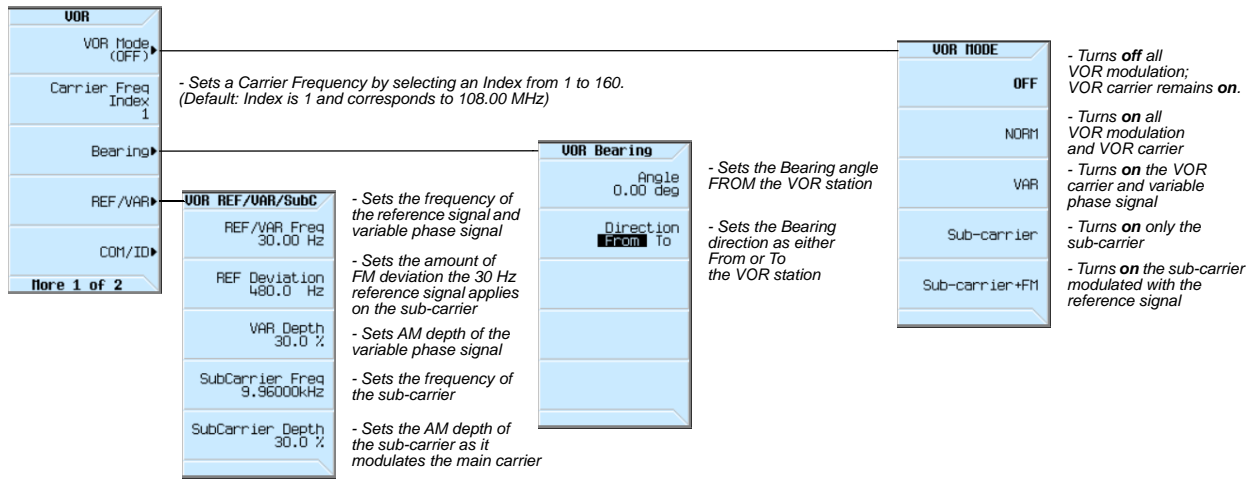 VOR
VOR Mode
(OFF)
Carrier Freq
Index
1
Bearing
REF/VAR
COM/ID
More 1 of 2
- Sets a Carrier Frequency by selecting an Index from 1 to 160.
(Default: Index is 1 and corresponds to 108.00 MHz)
VOR REF/VAR/SubC
REF/VAR Freq
30.00 Hz
REF Deviation
480.0 Hz
VAR Depth
30.0 %
SubCarrier Freq
9.96000kHz
SubCarrier Depth
30.0 %
- Sets the frequency of
the reference signal and
variable phase signal
- Sets the amount of
FM deviation the 30 Hz
reference signal applies
on the sub-carrier
- Sets AM depth of the
variable phase signal
- Sets the frequency of
the sub-carrier
- Sets the AM depth of
the sub-carrier as it
modulates the main carrier
VOR Bearing
Angle
0.00 deg
Direction
From To
- Sets the Bearing angle
FROM the VOR station
- Sets the Bearing
direction as either
From or To
the VOR station
VOR MODE
OFF
NORM
VAR
Sub-carrier
Sub-carrier+FM
- Turns off all
VOR modulation;
VOR carrier remains on.
- Turns on all
VOR modulation
and VOR carrier
- Turns on the VOR
carrier and variable
phase signal
- Turns on only the
sub-carrier
- Turns on the sub-carrier
modulated with the
reference signal